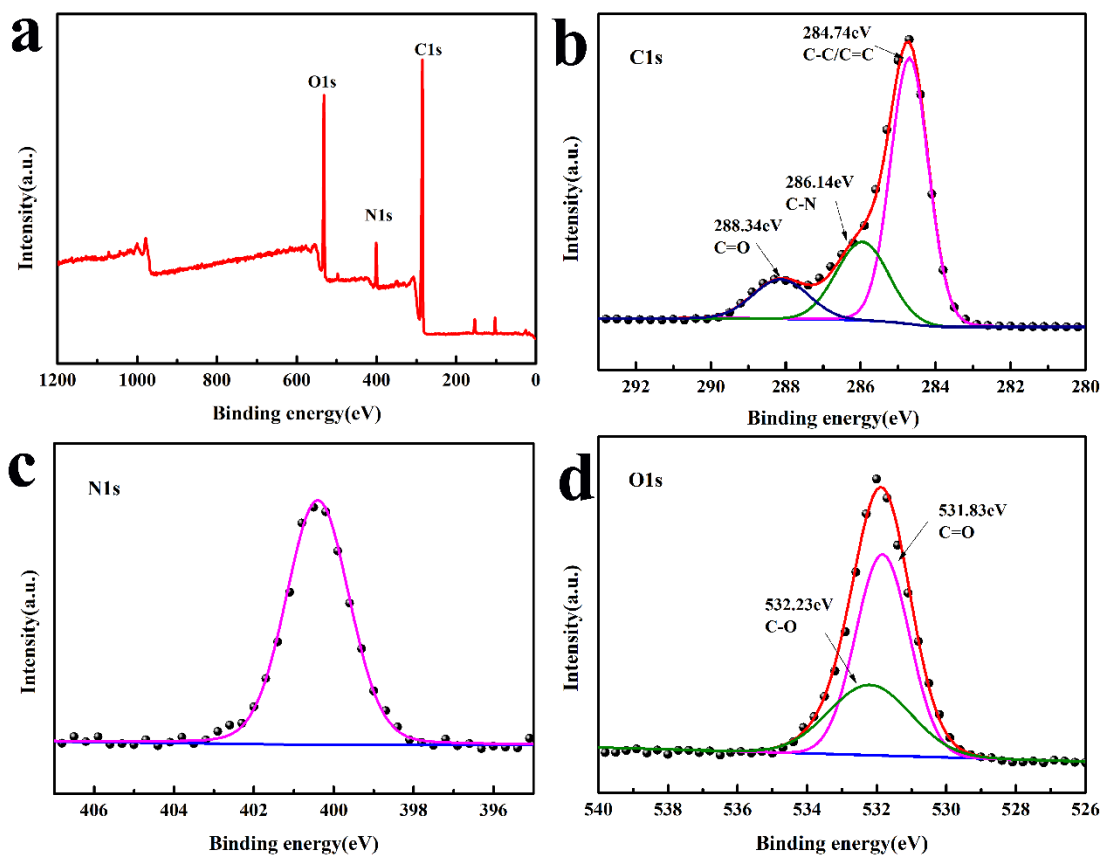 a
O1s
N1s
C1s
Intensity(a.u.)
1200 1000 800 600 400 200 0
Binding energy(eV)
b
C1s
284.74eV
C-C/C=C
286.14eV
C-N
288.34eV
C=O
Intensity(a.u.)
292 290 288 286 284 282 280
Binding energy(eV)
c
N1s
Intensity(a.u.)
406 404 402 400 398 396
Binding energy(eV)
d
O1s
531.83eV
C=O
532.23eV
C-O
Intensity(a.u.)
540 538 536 534 532 530 528 526
Binding energy(eV)